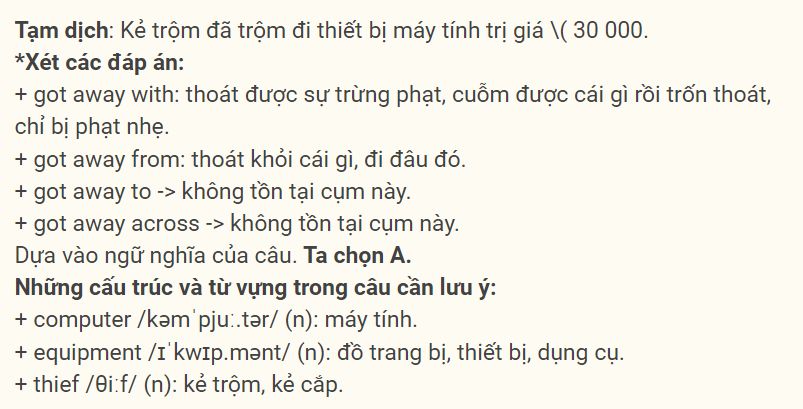 Tạm dịch: Kẻ trộm đã trộm đi thiết bị máy tính trị giá \( 30 000.
*Xét các đáp án:
+ got away with: thoát được sự trừng phạt, cuỗm được cái gì rồi trốn thoát,
chỉ bị phạt nhẹ.
+ got away from: thoát khỏi cái gì, đi đâu đó.
+ got away to -> không tồn tại cụm này.
+ got away across -> không tồn tại cụm này.
Dựa vào ngữ nghĩa của câu. Ta chọn A.
Những cấu trúc và từ vựng trong câu cần lưu ý:
+ computer /kəmˈpjuː.tər/ (n): máy tính.
+ equipment /ɪˈkwɪp.mənt/ (n): đồ trang bị, thiết bị, dụng cụ.
+ thief /θiːf/ (n): kẻ trộm, kẻ cắp.